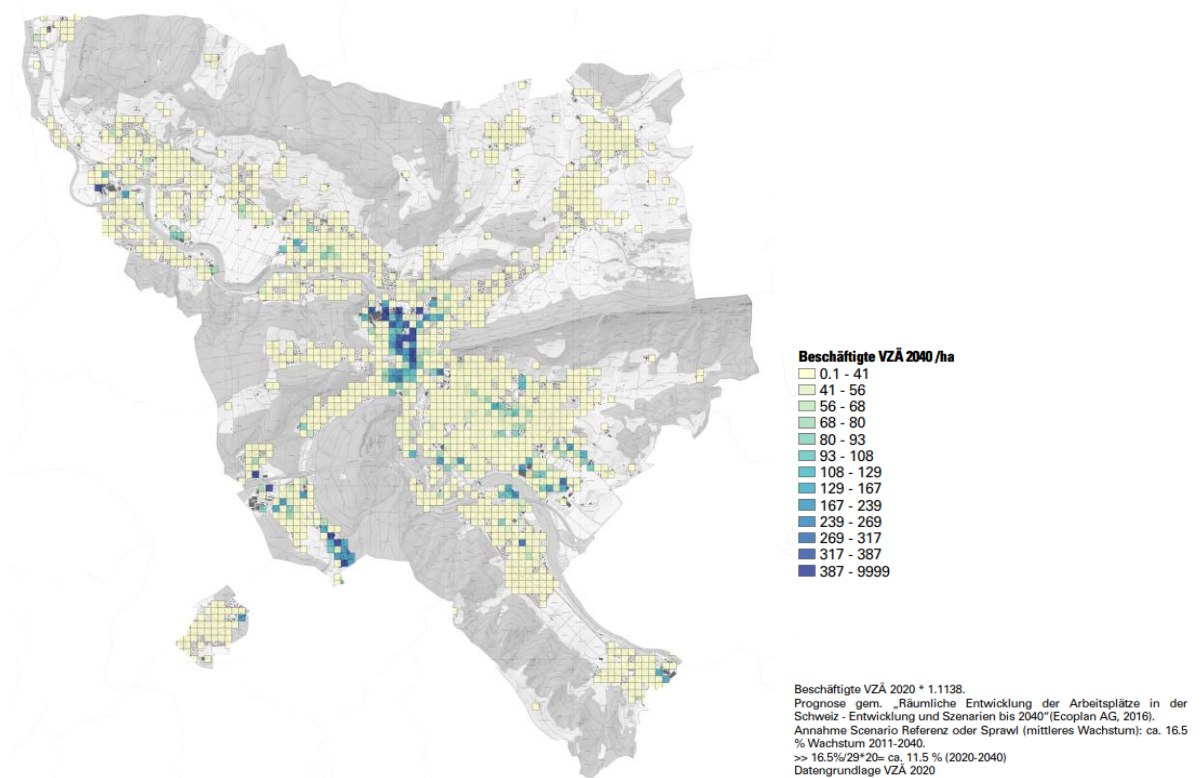 Beschäftigte VZÄ 2040 /ha
0.1 - 41
41 - 56
56 - 68
68 - 80
80 - 93
93 - 108
108 - 129
129 - 167
167 - 239
239 - 269
269 - 317
317 - 387
387 - 9999
Beschäftigte VZÄ 2020 * 1.1138.
Prognose gem. „Räumliche Entwicklung der Arbeitsplätze in der
Schweiz - Entwicklung und Szenarien bis 2040“(Ecoplan AG, 2016).
Annahme Scenario Referenz oder Sprawl (mittleres Wachstum): ca. 16.5
% Wachstum 2011-2040.
>> 16.5%/29*20= ca. 11.5 % (2020-2040)
Datengrundlage VZÄ 2020